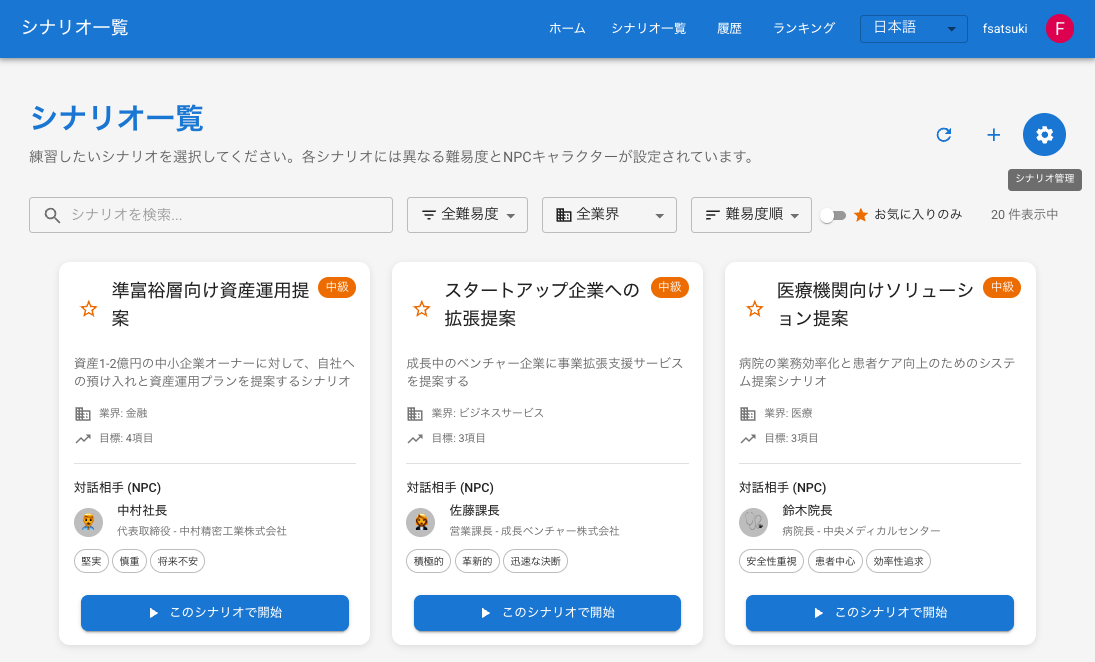 シナリオ一覧
ホーム
シナリオ一覧
履歴
ランキング
日本語
fsatsuki
F
シナリオ一覧
練習したいシナリオを選択してください。各シナリオには異なる難易度とNPCキャラクターが設定されています。
シナリオ管理
シナリオを検索...
全難易度
全業界
難易度順
お気に入りのみ
20 件表示中
準富裕層向け資産運用提
案
中級
資産1-2億円の中小企業オーナーに対して、自社へ
の預け入れと資産運用プランを提案するシナリオ
業界: 金融
目標: 4項目
対話相手 (NPC)
中村社長
代表取締役 - 中村精密工業株式会社
堅実
慎重
将来不安
このシナリオで開始
スタートアップ企業への
拡張提案
中級
成長中のベンチャー企業に事業拡張支援サービス
を提案する
業界: ビジネスサービス
目標: 3項目
対話相手 (NPC)
佐藤課長
営業課長 - 成長ベンチャー株式会社
積極的
革新的
迅速な決断
このシナリオで開始
医療機関向けソリューシ
ョン提案
中級
病院の業務効率化と患者ケア向上のためのシステ
ム提案シナリオ
業界: 医療
目標: 3項目
対話相手 (NPC)
鈴木院長
病院長 - 中央メディカルセンター
安全性重視
患者中心
効率性追求
このシナリオで開始